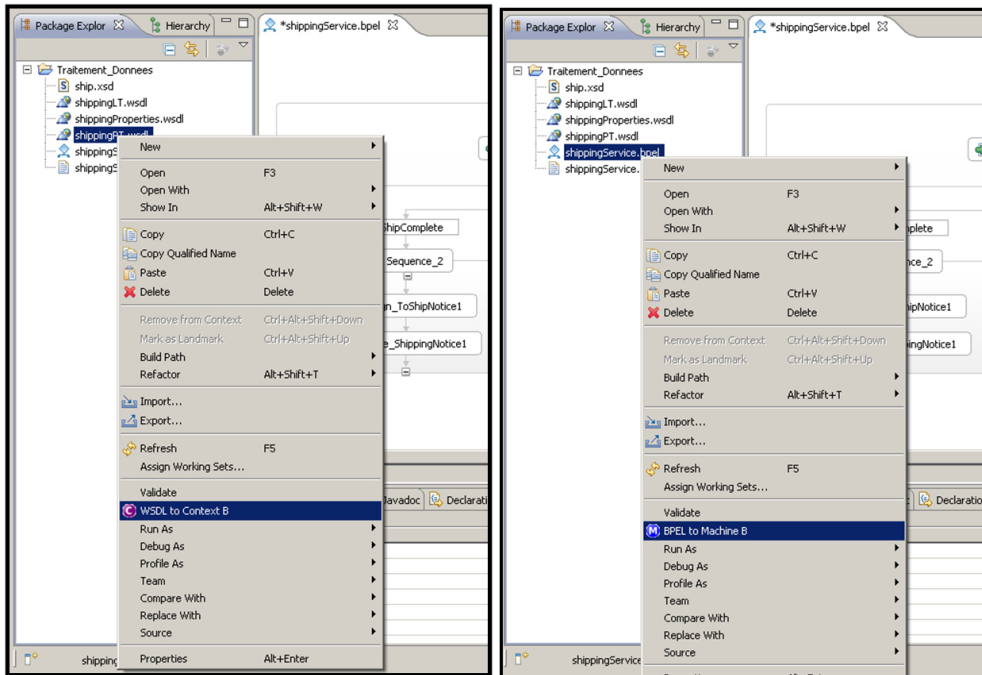 Package Explor
Hierarchy
*shippingService.bpel
Traitement_Donnees
ship.xsd
shippingLT.wsdl
shippingProperties.wsdl
shippingPT.wsdl
shippingS
shippingS
New
Open F3
Open With
Show In Alt+Shift+W
Copy Ctrl+C
Copy Qualified Name
Paste Ctrl+V
Delete Delete
Remove from Context Ctrl+Alt+Shift+Down
Mark as Landmark Ctrl+Alt+Shift+Up
Build Path
Refactor Alt+Shift+T
Import...
Export...
Refresh F5
Assign Working Sets...
Validate
WSDL to Context B
Run As
Debug As
Profile As
Team
Compare With
Replace With
Source
Properties Alt+Enter
ShipComplete
Sequence_2
n_ToShipNotice1
e_ShippingNotice1
Javadoc
Declarati
shipping
Package Explor
Hierarchy
*shippingService.bpel
Traitement_Donnees
ship.xsd
shippingLT.wsdl
shippingProperties.wsdl
shippingPT.wsdl
shippingService.bpel
shippingService.
New
Open F3
Open With
Show In Alt+Shift+W
Copy Ctrl+C
Copy Qualified Name
Paste Ctrl+V
Delete Delete
Remove from Context Ctrl+Alt+Shift+Down
Mark as Landmark Ctrl+Alt+Shift+Up
Build Path
Refactor Alt+Shift+T
Import...
Export...
Refresh F5
Assign Working Sets...
Validate
BPEL to Machine B
Run As
Debug As
Profile As
Team
Compare With
Replace With
Source
plete
nce_2
hipNotice1
pingNotice1
Declaration
shippingService